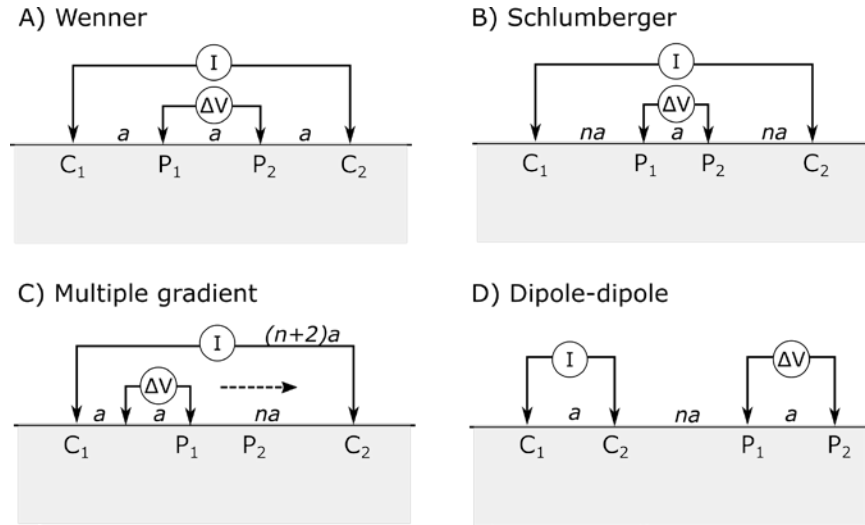 A) Wenner
I
ΔV
a a a
C₁ P₁ P₂ C₂
B) Schlumberger
I
ΔV
na a na
C₁ P₁ P₂ C₂
C) Multiple gradient
I (n+2)a
ΔV
a a na
C₁ P₁ P₂ C₂
D) Dipole-dipole
I ΔV
a na a
C₁ C₂ P₁ P₂